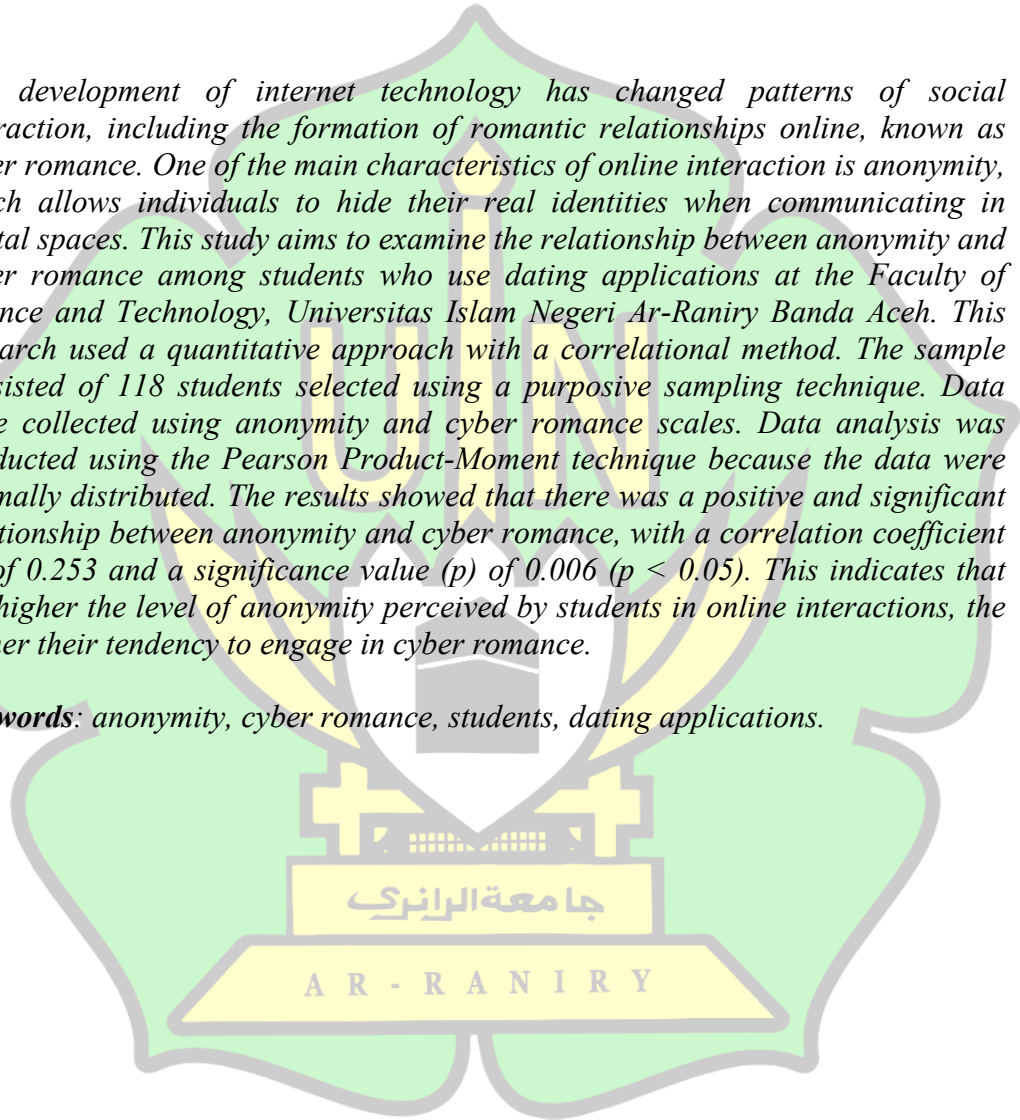 development of internet technology has changed patterns of social
raction, including the formation of romantic relationships online, known as
er romance. One of the main characteristics of online interaction is anonymity,
ch allows individuals to hide their real identities when communicating in
tal spaces. This study aims to examine the relationship between anonymity and
er romance among students who use dating applications at the Faculty of
nce and Technology, Universitas Islam Negeri Ar-Raniry Banda Aceh. This
arch used a quantitative approach with a correlational method. The sample
sisted of 118 students selected using a purposive sampling technique. Data
e collected using anonymity and cyber romance scales. Data analysis was
ducted using the Pearson Product-Moment technique because the data were
mally distributed. The results showed that there was a positive and significant
tionship between anonymity and cyber romance, with a correlation coefficient
of 0.253 and a significance value (p) of 0.006 (p < 0.05). This indicates that
higher the level of anonymity perceived by students in online interactions, the
her their tendency to engage in cyber romance.
words: anonymity, cyber romance, students, dating applications.
UIN
جامعة الرانري
AR-RANIRY